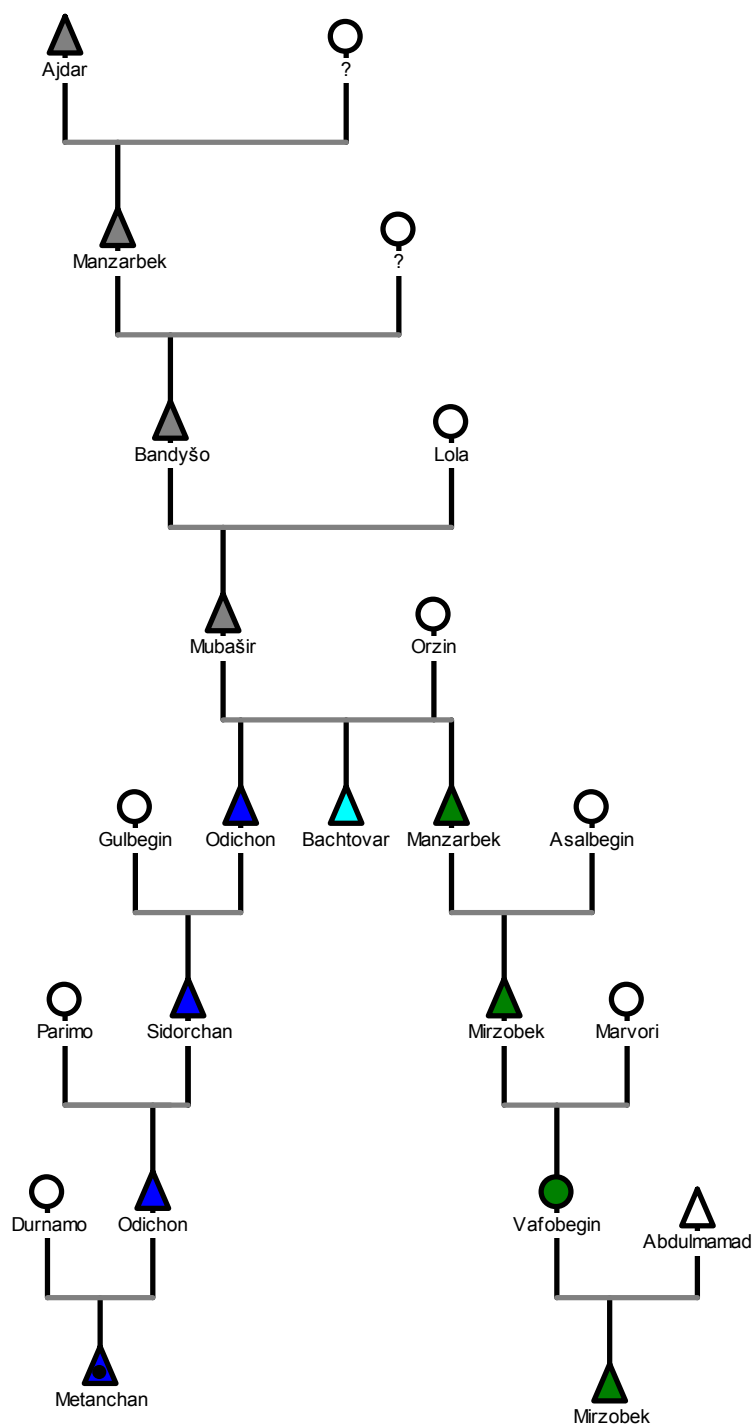 Ajdar ?
Manzarbek ?
Bandyšo Lola
Mubašir Orzin
Gulbegin Odichon Bachtovar Manzarbek Asalbegin
Parimo Sidorchan Mirzobek Marvori
Durnamo Odichon Vafobegin Abdulmamad
Metanchan Mirzobek